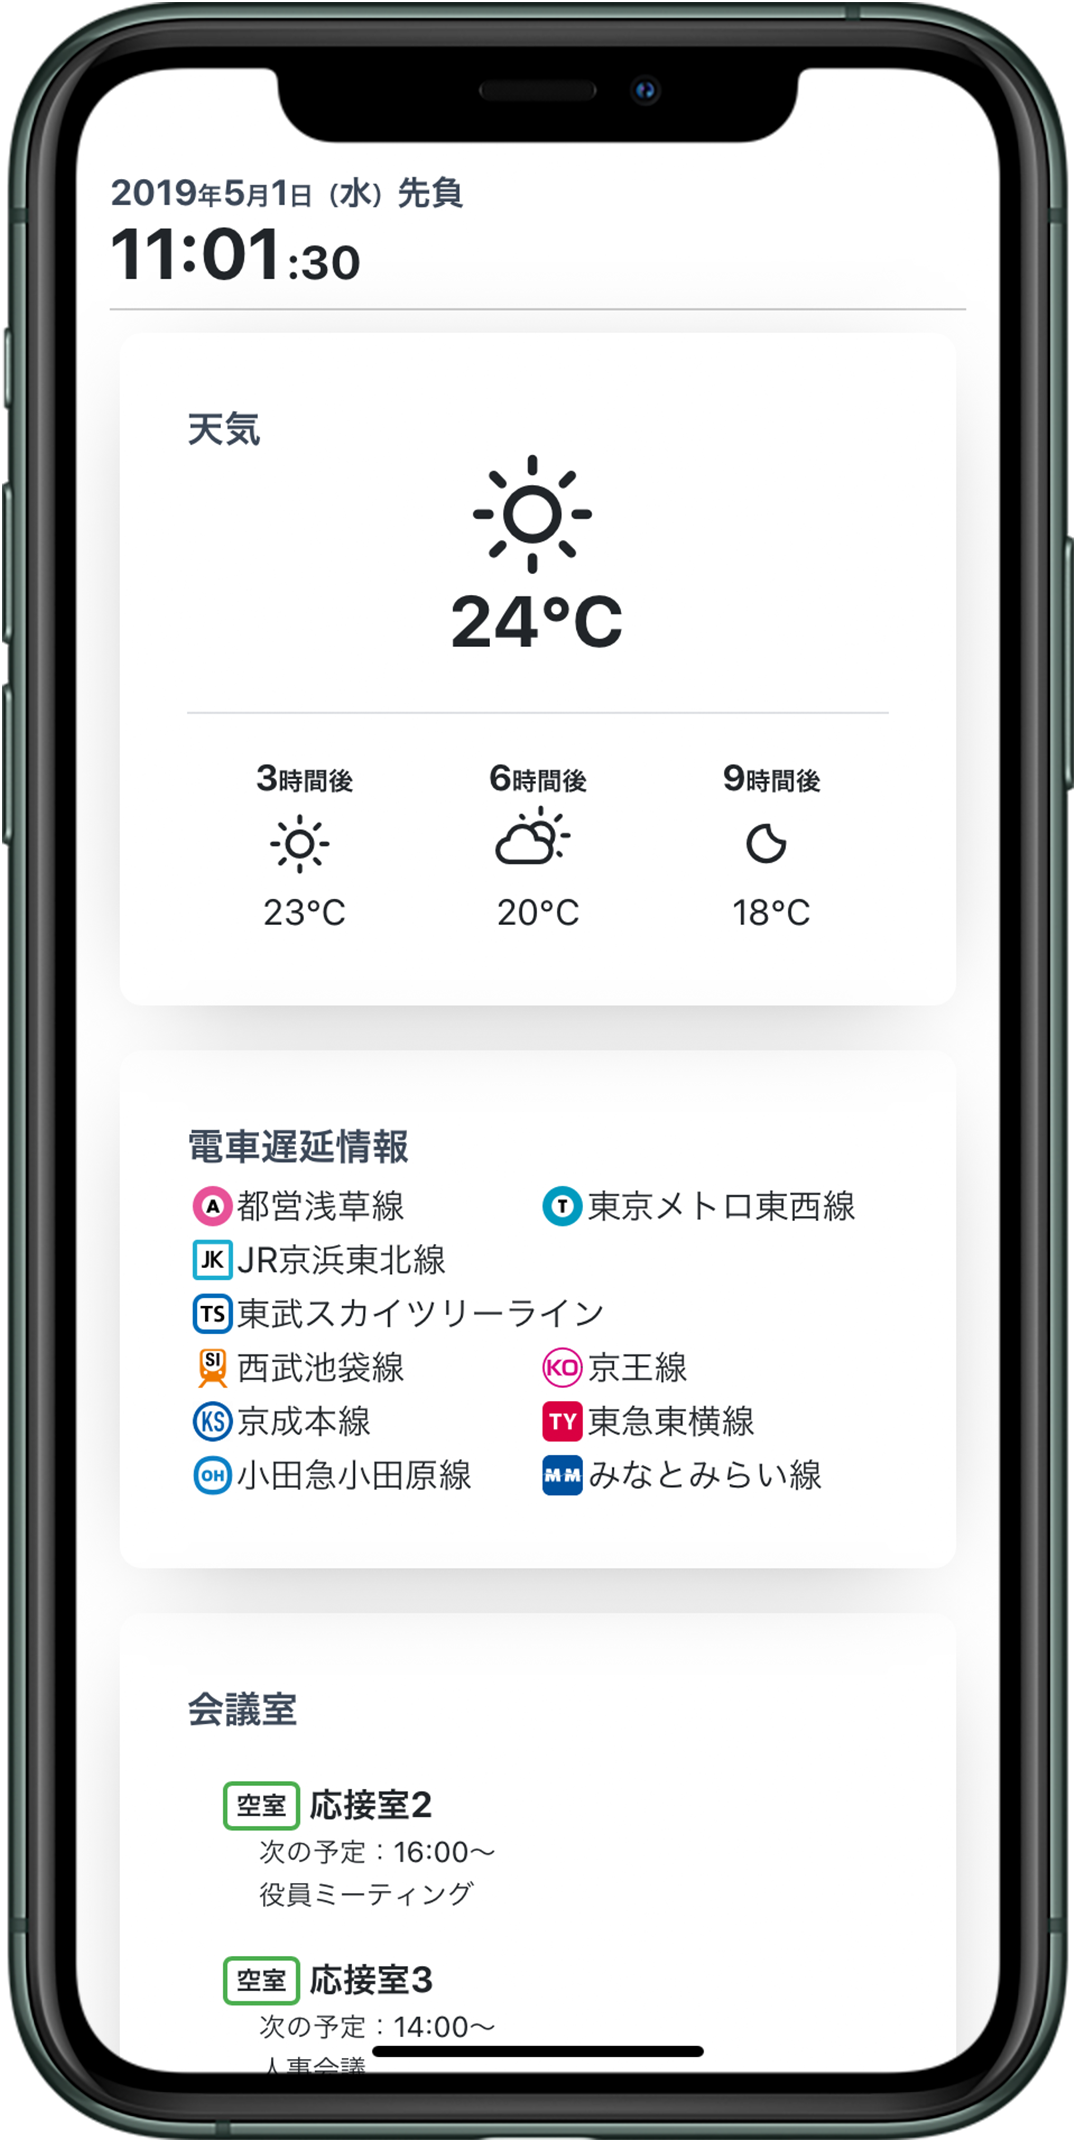 2019年5月1日（水）先負
11:01:30
天気
24°C
3時間後 6時間後 9時間後
23°C 20°C 18°C
電車遅延情報
A 都営浅草線 T 東京メトロ東西線
JK JR京浜東北線
TS 東武スカイツリーライン
SI 西武池袋線 KO 京王線
KS 京成本線 TY 東急東横線
OH 小田急小田原線 MM みなとみらい線
会議室
空室 応接室2
次の予定：16:00〜
役員ミーティング
空室 応接室3
次の予定：14:00〜
人事会議